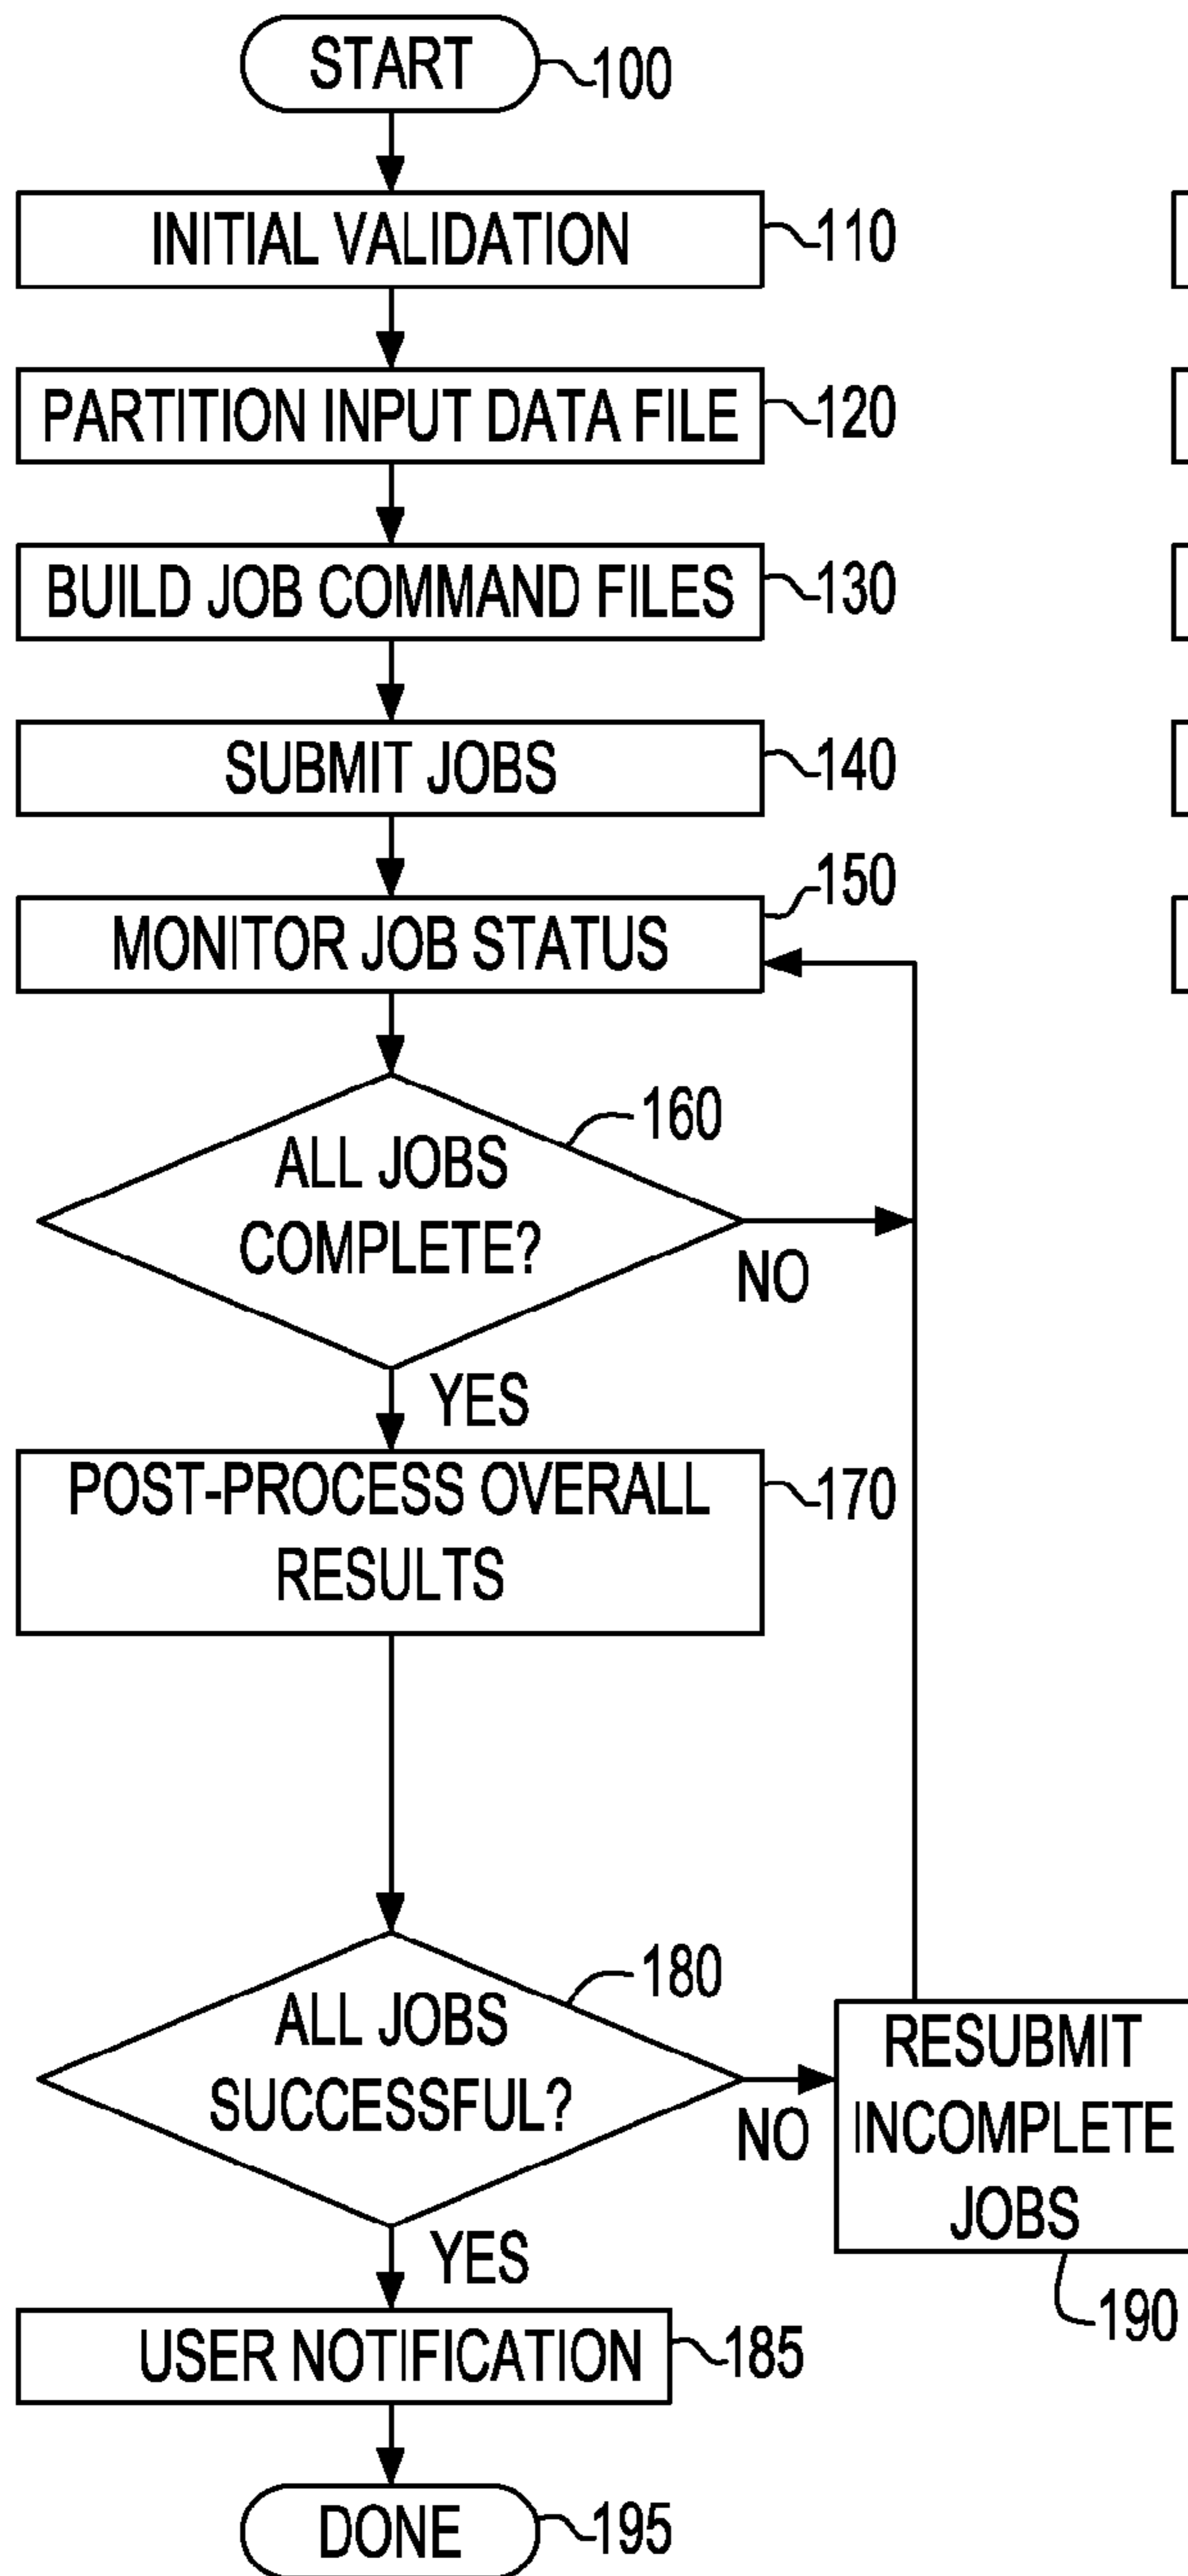 START
100
INITIAL VALIDATION
110
PARTITION INPUT DATA FILE
120
BUILD JOB COMMAND FILES
130
SUBMIT JOBS
140
150
MONITOR JOB STATUS
160
ALL JOBS
COMPLETE?
NO
YES
POST-PROCESS OVERALL
RESULTS
170
180
ALL JOBS
SUCCESSFUL?
NO
RESUBMIT
INCOMPLETE
JOBS
190
YES
USER NOTIFICATION
185
DONE
195